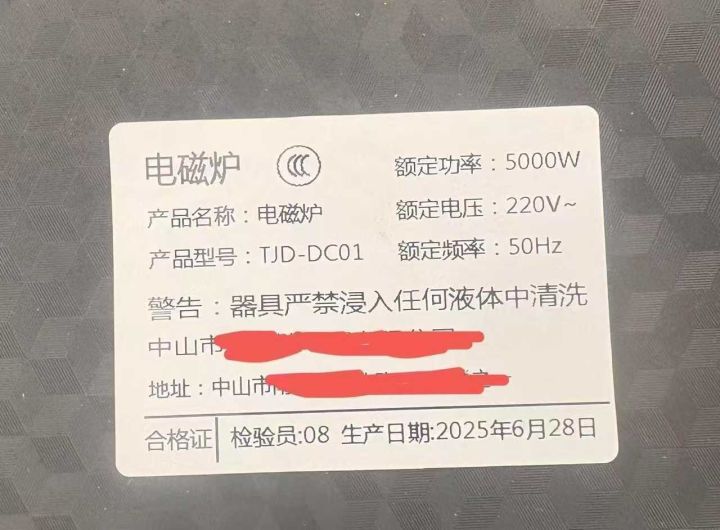 电磁炉 CCC 额定功率：5000W
产品名称：电磁炉 额定电压：220V~
产品型号：TJD-DC01 额定频率：50Hz
警告：器具严禁浸入任何液体中清洗
中山市
地址：中山市
合格证 检验员:08 生产日期:2025年6月28日